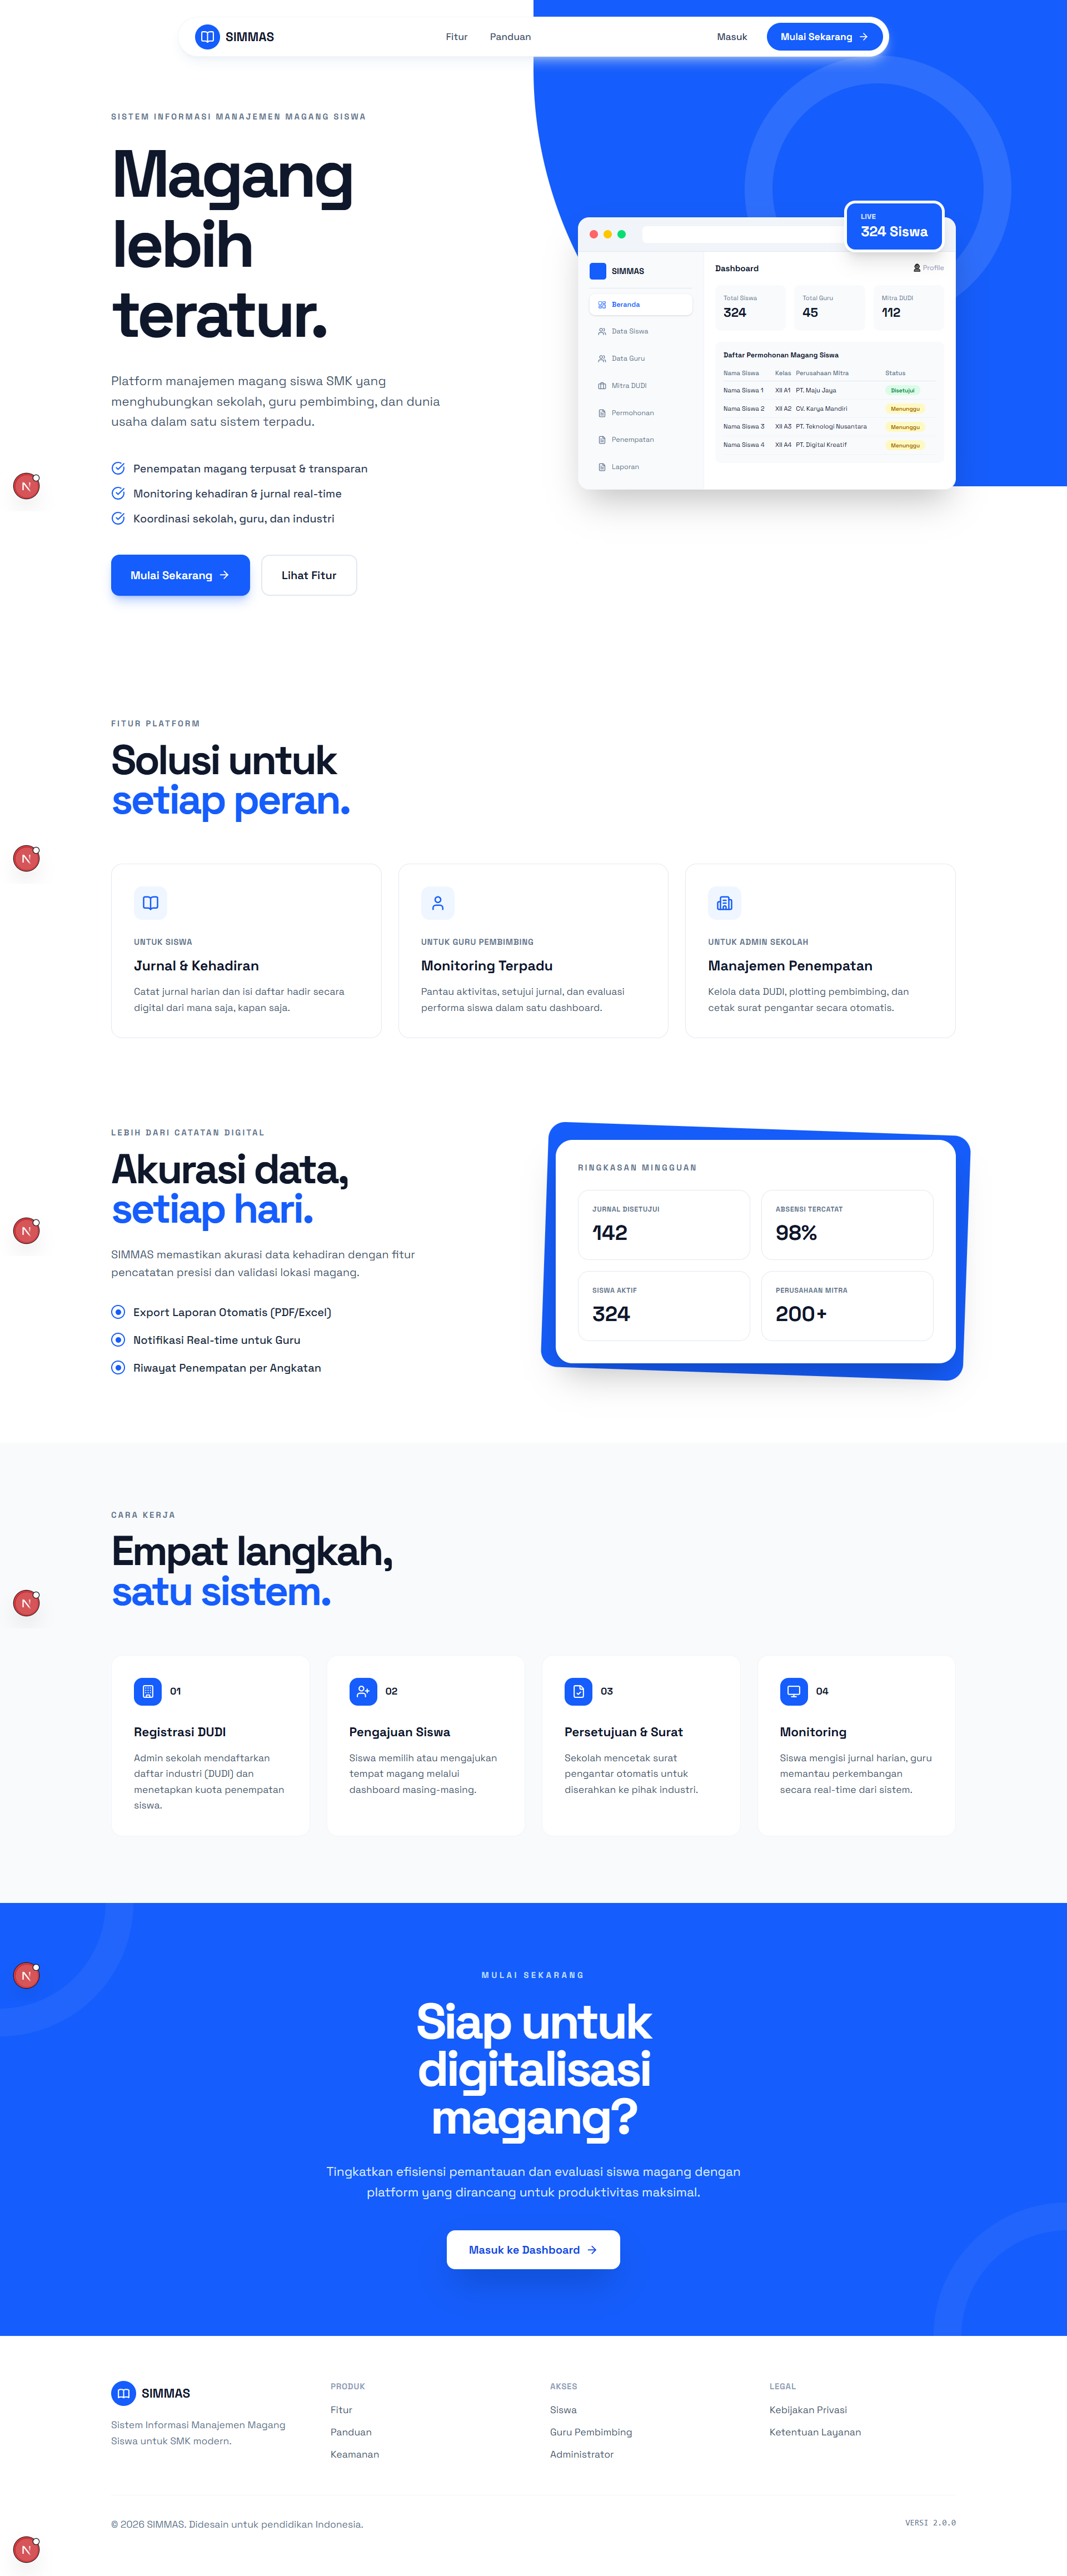 SIMMAS
Fitur
Panduan
Masuk
Mulai Sekarang
SISTEM INFORMASI MANAJEMEN MAGANG SISWA
Magang
lebih
teratur.
Platform manajemen magang siswa SMK yang
menghubungkan sekolah, guru pembimbing, dan dunia
usaha dalam satu sistem terpadu.
Penempatan magang terpusat & transparan
Monitoring kehadiran & jurnal real-time
Koordinasi sekolah, guru, dan industri
Mulai Sekarang
Lihat Fitur
LIVE
324 Siswa
SIMMAS
Beranda
Data Siswa
Data Guru
Mitra DUDI
Permohonan
Penempatan
Laporan
Dashboard
Profile
Total Siswa
324
Total Guru
45
Mitra DUDI
112
Daftar Permohonan Magang Siswa
Nama Siswa Kelas Perusahaan Mitra Status
Nama Siswa 1 XII A1 PT. Maju Jaya Disetujui
Nama Siswa 2 XII A2 CV. Karya Mandiri Menunggu
Nama Siswa 3 XII A3 PT. Teknologi Nusantara Menunggu
Nama Siswa 4 XII A4 PT. Digital Kreatif Menunggu
FITUR PLATFORM
Solusi untuk
setiap peran.
UNTUK SISWA
Jurnal & Kehadiran
Catat jurnal harian dan isi daftar hadir secara
digital dari mana saja, kapan saja.
UNTUK GURU PEMBIMBING
Monitoring Terpadu
Pantau aktivitas, setujui jurnal, dan evaluasi
performa siswa dalam satu dashboard.
UNTUK ADMIN SEKOLAH
Manajemen Penempatan
Kelola data DUDI, plotting pembimbing, dan
cetak surat pengantar secara otomatis.
LEBIH DARI CATATAN DIGITAL
Akurasi data,
setiap hari.
SIMMAS memastikan akurasi data kehadiran dengan fitur
pencatatan presisi dan validasi lokasi magang.
Export Laporan Otomatis (PDF/Excel)
Notifikasi Real-time untuk Guru
Riwayat Penempatan per Angkatan
RINGKASAN MINGGUAN
JURNAL DISETUJUI
142
ABSENSI TERCATAT
98%
SISWA AKTIF
324
PERUSAHAAN MITRA
200+
CARA KERJA
Empat langkah,
satu sistem.
01
Registrasi DUDI
Admin sekolah mendaftarkan
daftar industri (DUDI) dan
menetapkan kuota penempatan
siswa.
02
Pengajuan Siswa
Siswa memilih atau mengajukan
tempat magang melalui
dashboard masing-masing.
03
Persetujuan & Surat
Sekolah mencetak surat
pengantar otomatis untuk
diserahkan ke pihak industri.
04
Monitoring
Siswa mengisi jurnal harian, guru
memantau perkembangan
secara real-time dari sistem.
MULAI SEKARANG
Siap untuk
digitalisasi
magang?
Tingkatkan efisiensi pemantauan dan evaluasi siswa magang dengan
platform yang dirancang untuk produktivitas maksimal.
Masuk ke Dashboard
SIMMAS
Sistem Informasi Manajemen Magang
Siswa untuk SMK modern.
PRODUK
Fitur
Panduan
Keamanan
AKSES
Siswa
Guru Pembimbing
Administrator
LEGAL
Kebijakan Privasi
Ketentuan Layanan
© 2026 SIMMAS. Didesain untuk pendidikan Indonesia.
VERSI 2.0.0
N
N
N
N
N
N